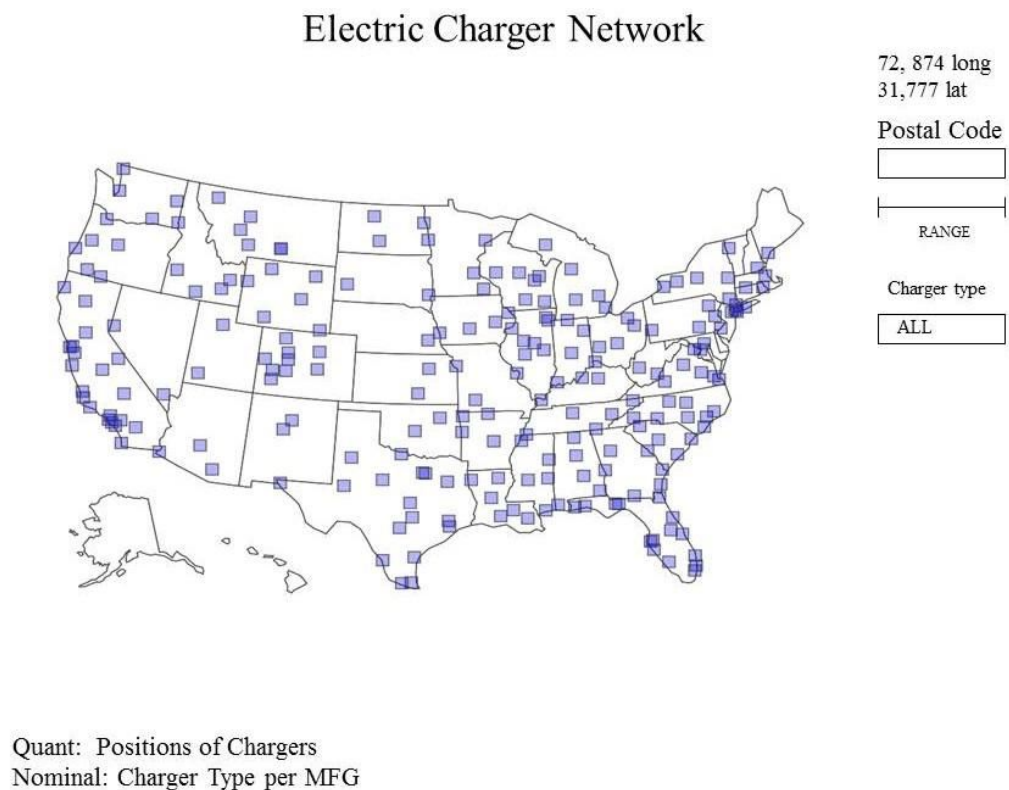 Electric Charger Network
72, 874 long
31,777 lat
Postal Code
RANGE
Charger type
ALL
Quant: Positions of Chargers
Nominal: Charger Type per MFG